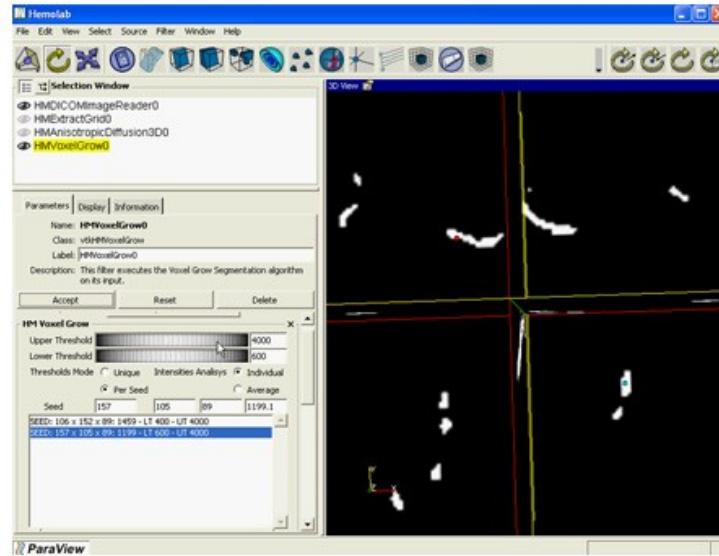 Hemolab
File Edit View Select Source Filter Window Help
Selection Window
3D View
HMDICOMImageReader0
HMExtractGrid0
HMAnisotropicDiffusion3D0
HMVoxelGrow0
Parameters Display Information
Name: HMVoxelGrow0
Class: vtkHMVoxelGrow
Label: HMVoxelGrow0
Description: This filter executes the Voxel Grow Segmentation algorithm
on its input.
Accept Reset Delete
HM Voxel Grow
Upper Threshold 4000
Lower Threshold 600
Thresholds Mode Unique Intensities Analisys Individual
Per Seed Average
Seed 157 105 89 1199.1
SEED: 106 x 152 x 89: 1459 - LT 400 - UT 4000
SEED: 157 x 105 x 89: 1199 - LT 600 - UT 4000
ParaView